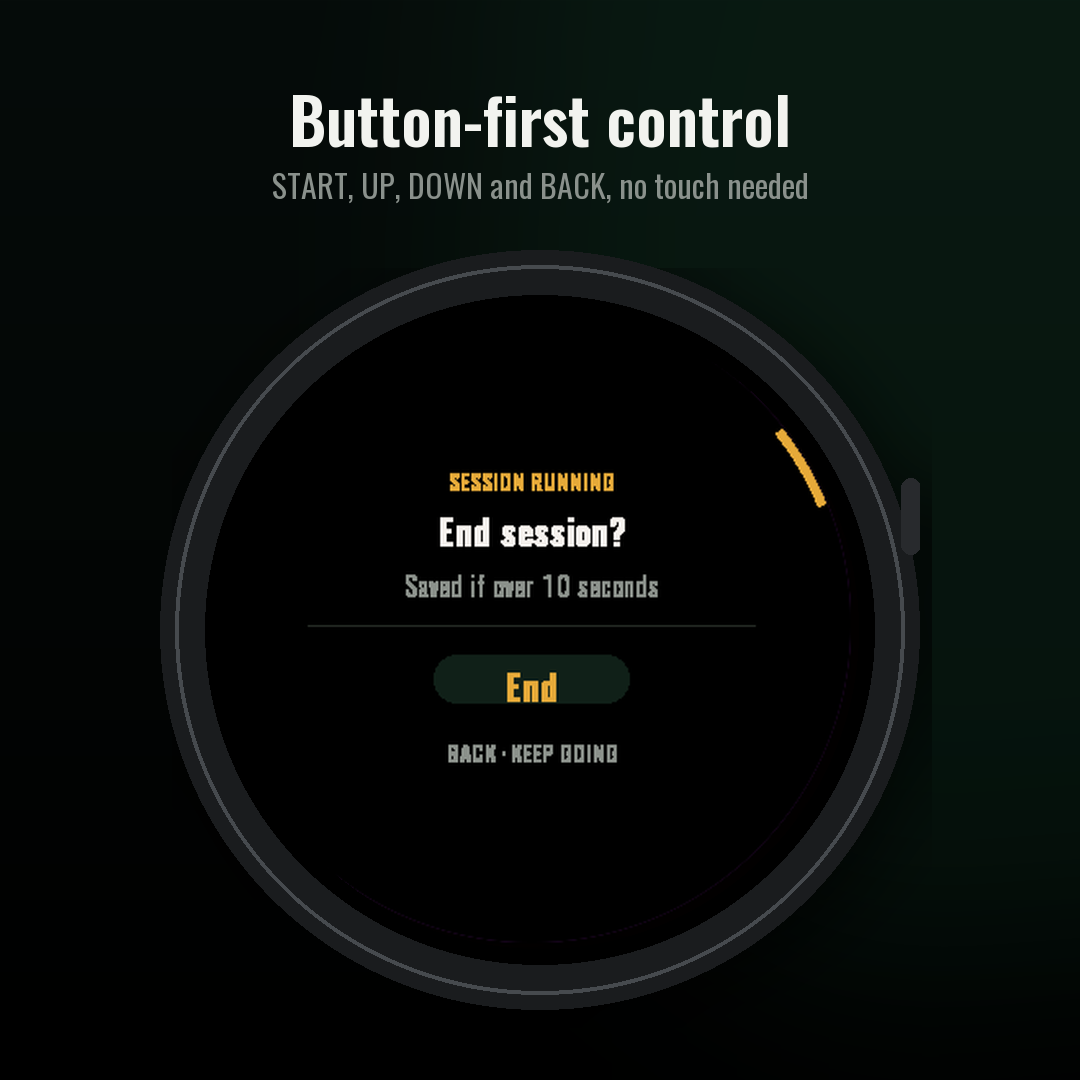 Button-first control
START, UP, DOWN and BACK, no touch needed
SESSION RUNNING
End session?
Saved if over 10 seconds
End
BACK · KEEP GOING